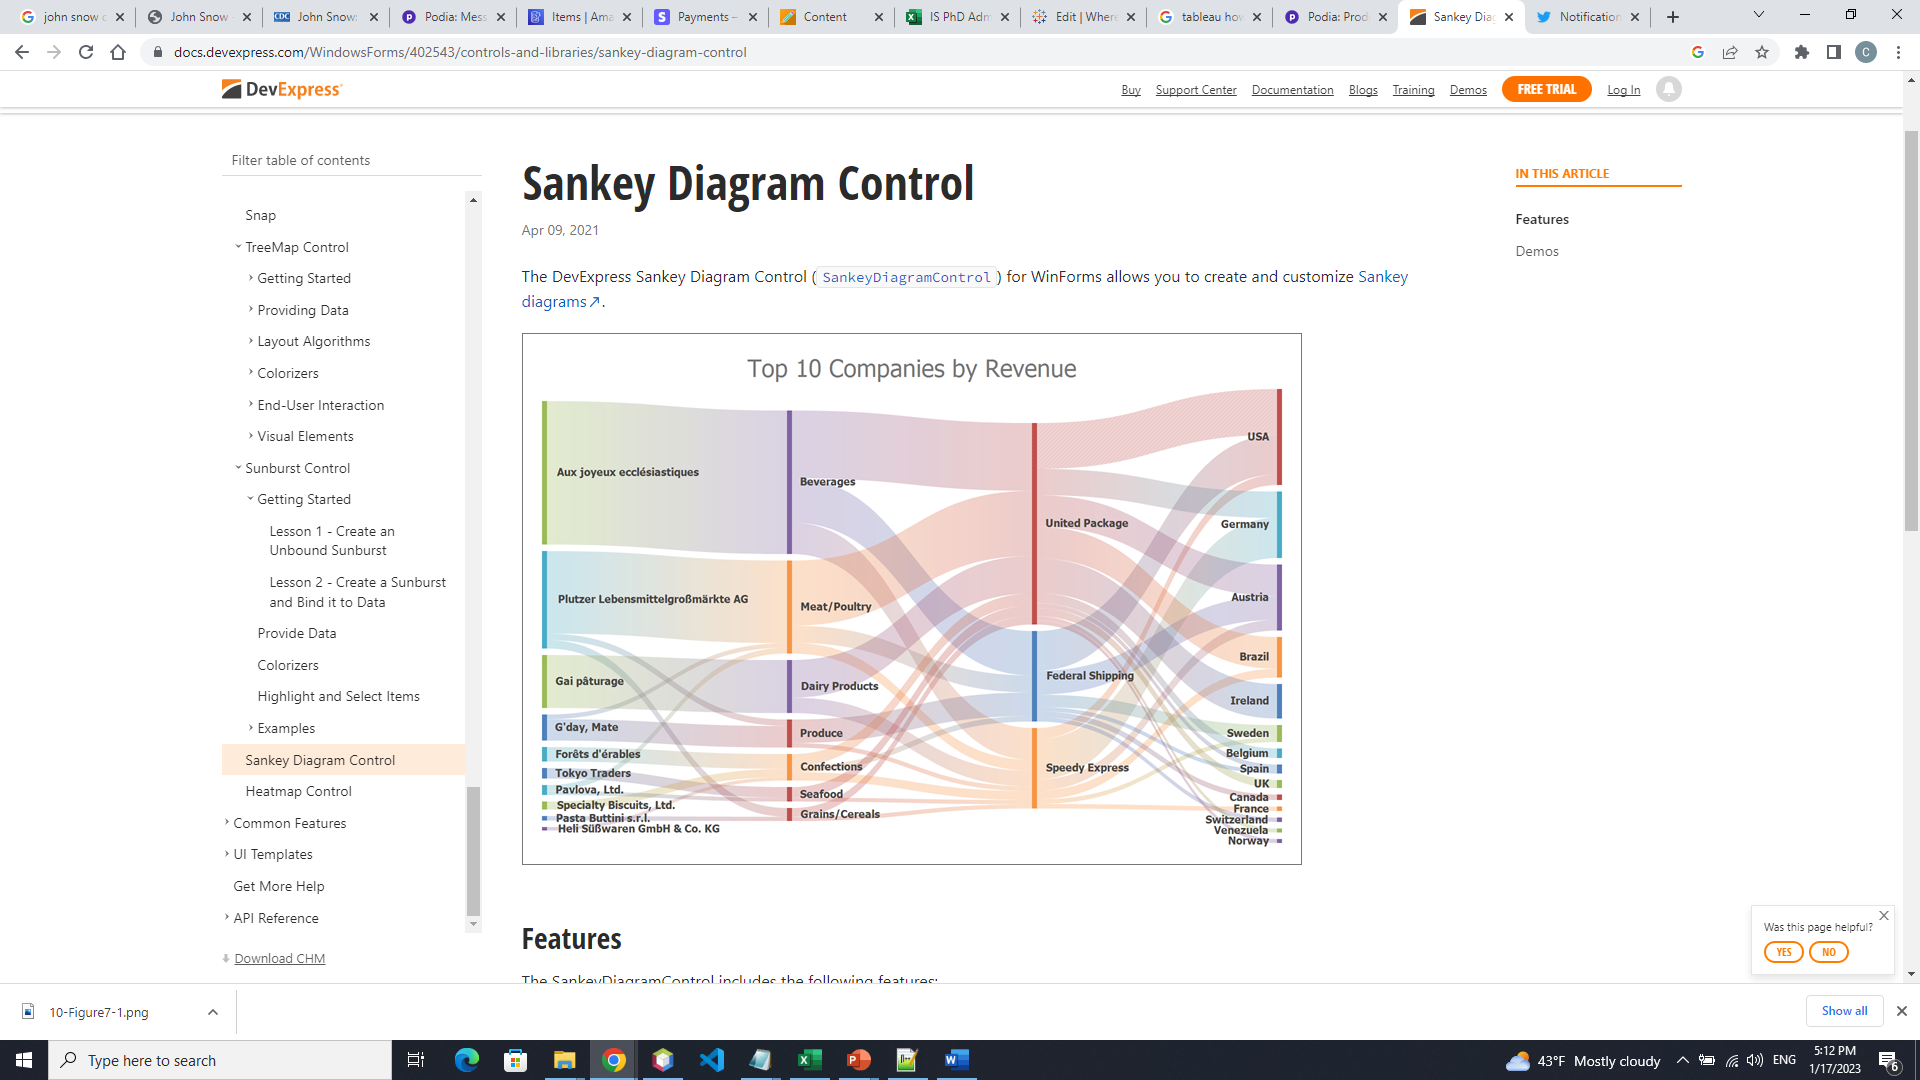 john snow c
John Snow
CDC John Snow:
Podia: Mess
Items | Ama
Payments –
Content
IS PhD Adm
Edit | Where
tableau how
Podia: Prod
Sankey Diag
Notification
docs.devexpress.com/WindowsForms/402543/controls-and-libraries/sankey-diagram-control
C
DevExpress
Buy Support Center Documentation Blogs Training Demos FREE TRIAL Log In
Filter table of contents
Snap
TreeMap Control
Getting Started
Providing Data
Layout Algorithms
Colorizers
End-User Interaction
Visual Elements
Sunburst Control
Getting Started
Lesson 1 - Create an
Unbound Sunburst
Lesson 2 - Create a Sunburst
and Bind it to Data
Provide Data
Colorizers
Highlight and Select Items
Examples
Sankey Diagram Control
Heatmap Control
Common Features
UI Templates
Get More Help
API Reference
Download CHM
Sankey Diagram Control
Apr 09, 2021
The DevExpress Sankey Diagram Control (SankeyDiagramControl) for WinForms allows you to create and customize Sankey
diagrams↗.
Top 10 Companies by Revenue
Aux joyeux ecclésiastiques
Plutzer Lebensmittelgroßmärkte AG
Gai pâturage
G'day, Mate
Forêts d'érables
Tokyo Traders
Pavlova, Ltd.
Specialty Biscuits, Ltd.
Pasta Buttini s.r.l.
Heli Süßwaren GmbH & Co. KG
Beverages
Meat/Poultry
Dairy Products
Produce
Confections
Seafood
Grains/Cereals
United Package
Federal Shipping
Speedy Express
USA
Germany
Austria
Brazil
Ireland
Sweden
Belgium
Spain
UK
Canada
France
Switzerland
Venezuela
Norway
Features
The SankeyDiagramControl includes the following features:
IN THIS ARTICLE
Features
Demos
Was this page helpful?
YES NO
10-Figure7-1.png
Show all
Type here to search
43°F Mostly cloudy
ENG
5:12 PM
1/17/2023
6